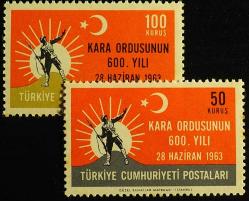 100
KURUŞ
KARA ORDUSUNUN
600. YILI
28 HAZİRAN 1963
TÜRKİYE
50
KURUŞ
KARA ORDUSUNUN
600. YILI
28 HAZİRAN 1963
TÜRKİYE CUMHURİYETİ POSTALARI